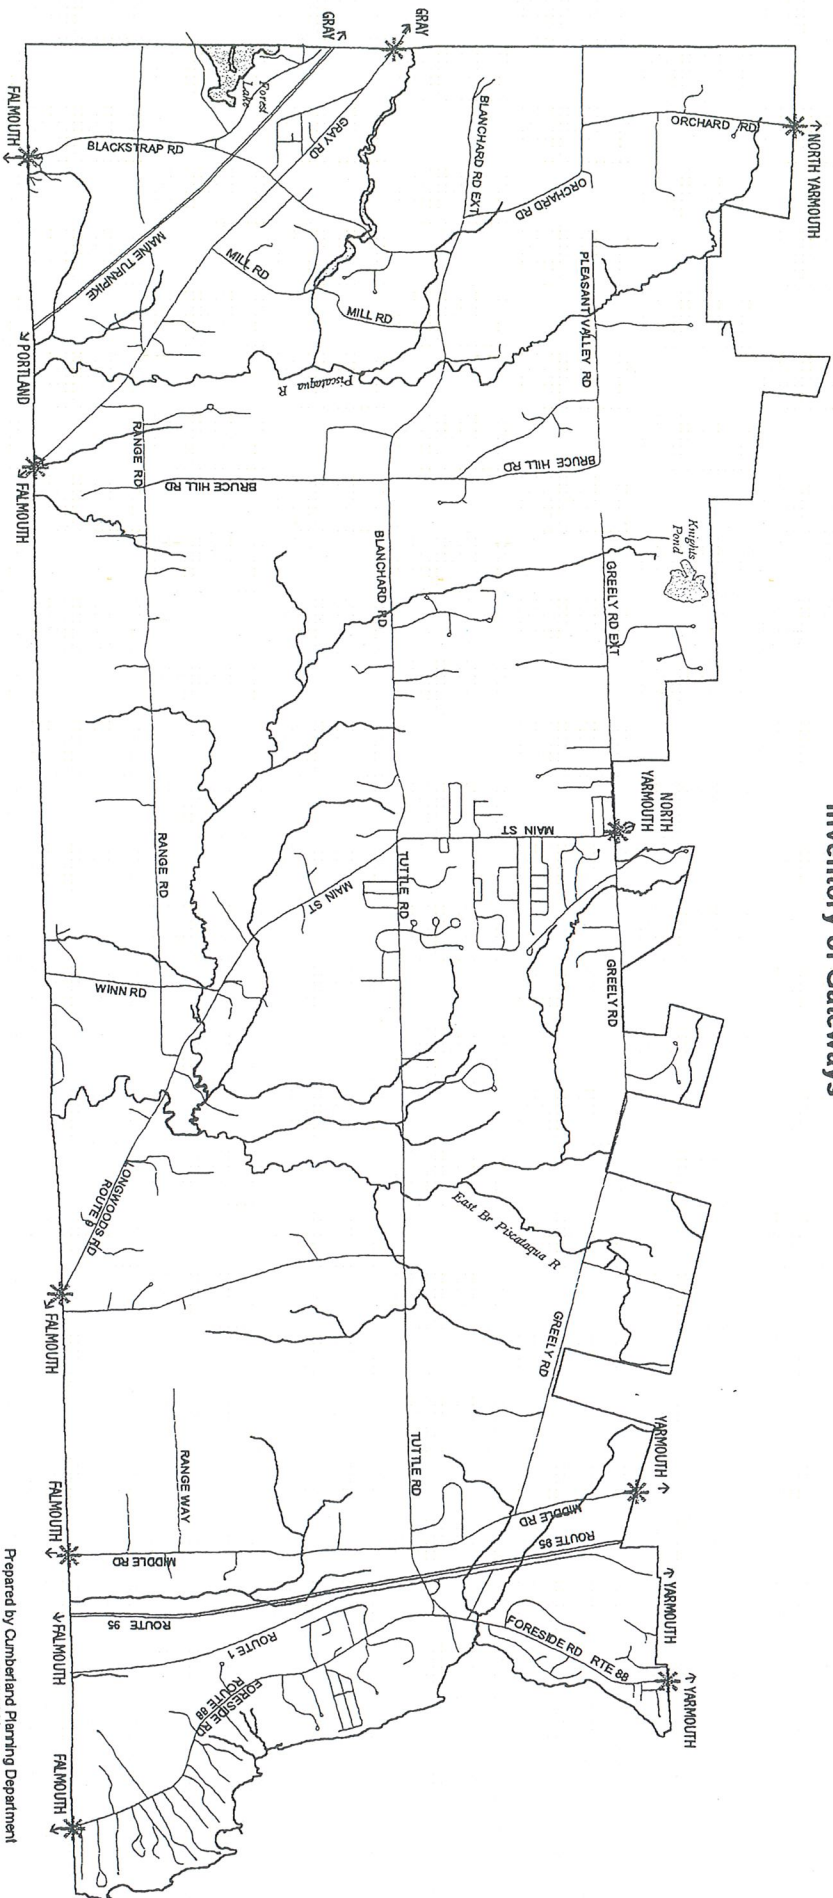 Inventory of Gateways
GRAY
GRAY
FALMOUTH
Forest
Lake
GRAY RD
BLACKSTRAP RD
BLANCHARD RD EXT
ORCHARD RD
NORTH YARMOUTH
ORCHARD RD
MAINE TURNPIKE
MILL RD
MILL RD
PLEASANT VALLEY RD
PORTLAND
Piscataqua R
RANGE RD
FALMOUTH
BRUCE HILL RD
BRUCE HILL RD
BLANCHARD RD
Knights
Pond
GREELY RD EXT
NORTH
YARMOUTH
MAIN ST
RANGE RD
MAIN ST
TUTTLE RD
GREELY RD
WINN RD
LONGWOODS RD
ROUTE 9
East Br Piscataqua R
FALMOUTH
GREELY RD
RANGE WAY
TUTTLE RD
YARMOUTH
MIDDLE RD
ROUTE 95
FALMOUTH
MIDDLE RD
ROUTE 95
FALMOUTH
ROUTE 1
FORESIDE RD RTE 88
YARMOUTH
YARMOUTH
FORESIDE RD
ROUTE 88
FALMOUTH
Prepared by Cumberland Planning Department